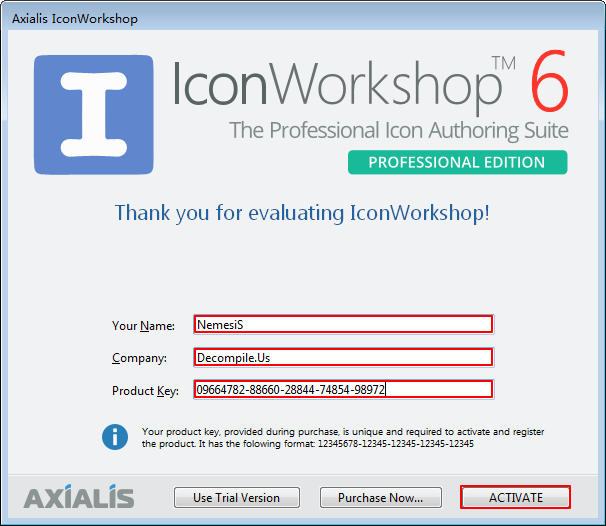 Axialis IconWorkshop
IconWorkshop™ 6
The Professional Icon Authoring Suite
PROFESSIONAL EDITION
Thank you for evaluating IconWorkshop!
Your Name: NemesiS
Company: Decompile.Us
Product Key: 09664782-88660-28844-74854-98972
Your product key, provided during purchase, is unique and required to activate and register
the product. It has the folowing format: 12345678-12345-12345-12345-12345
AXIALIS Use Trial Version Purchase Now... ACTIVATE